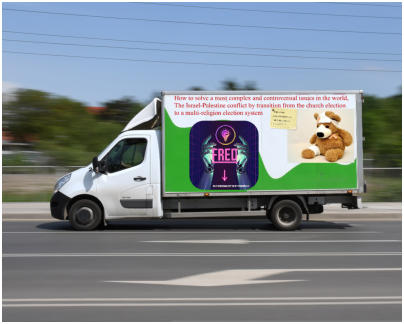 How to solve a most complex and controversial issues in the world,
The Israel-Palestine conflict by transition from the church election
to a multi-religion election system
FRED